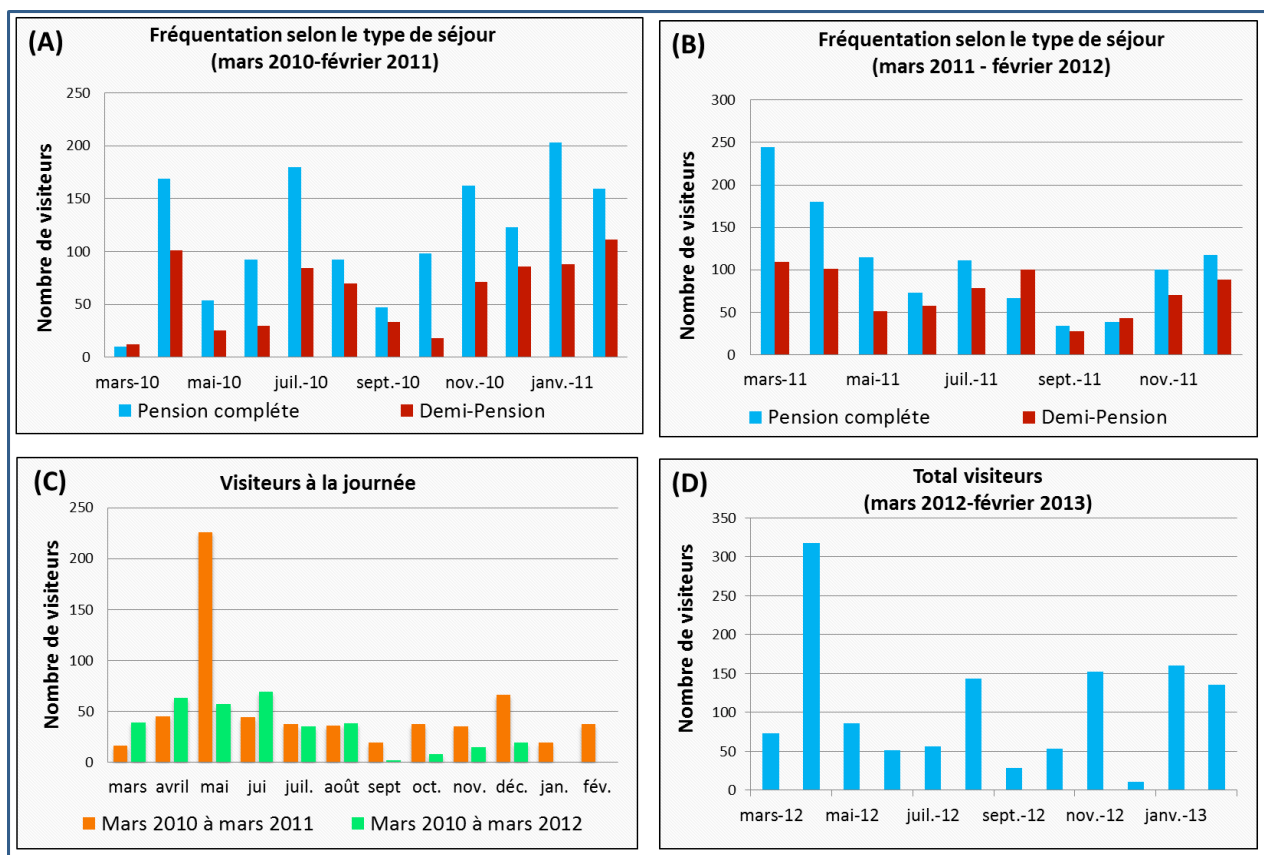 (A)
Fréquentation selon le type de séjour
(mars 2010-février 2011)
Nombre de visiteurs
250
200
150
100
50
0
mars-10 mai-10 juil.-10 sept.-10 nov.-10 janv.-11
Pension compléte Demi-Pension
(B)
Fréquentation selon le type de séjour
(mars 2011 - février 2012)
Nombre de visiteurs
300
250
200
150
100
50
0
mars-11 mai-11 juil.-11 sept.-11 nov.-11
Pension compléte Demi-Pension
(C)
Visiteurs à la journée
Nombre de visiteurs
250
200
150
100
50
0
mars avril mai jui juil. août sept oct. nov. déc. jan. fév.
Mars 2010 à mars 2011 Mars 2010 à mars 2012
(D)
Total visiteurs
(mars 2012-février 2013)
Nombre de visiteurs
350
300
250
200
150
100
50
0
mars-12 mai-12 juil.-12 sept.-12 nov.-12 janv.-13